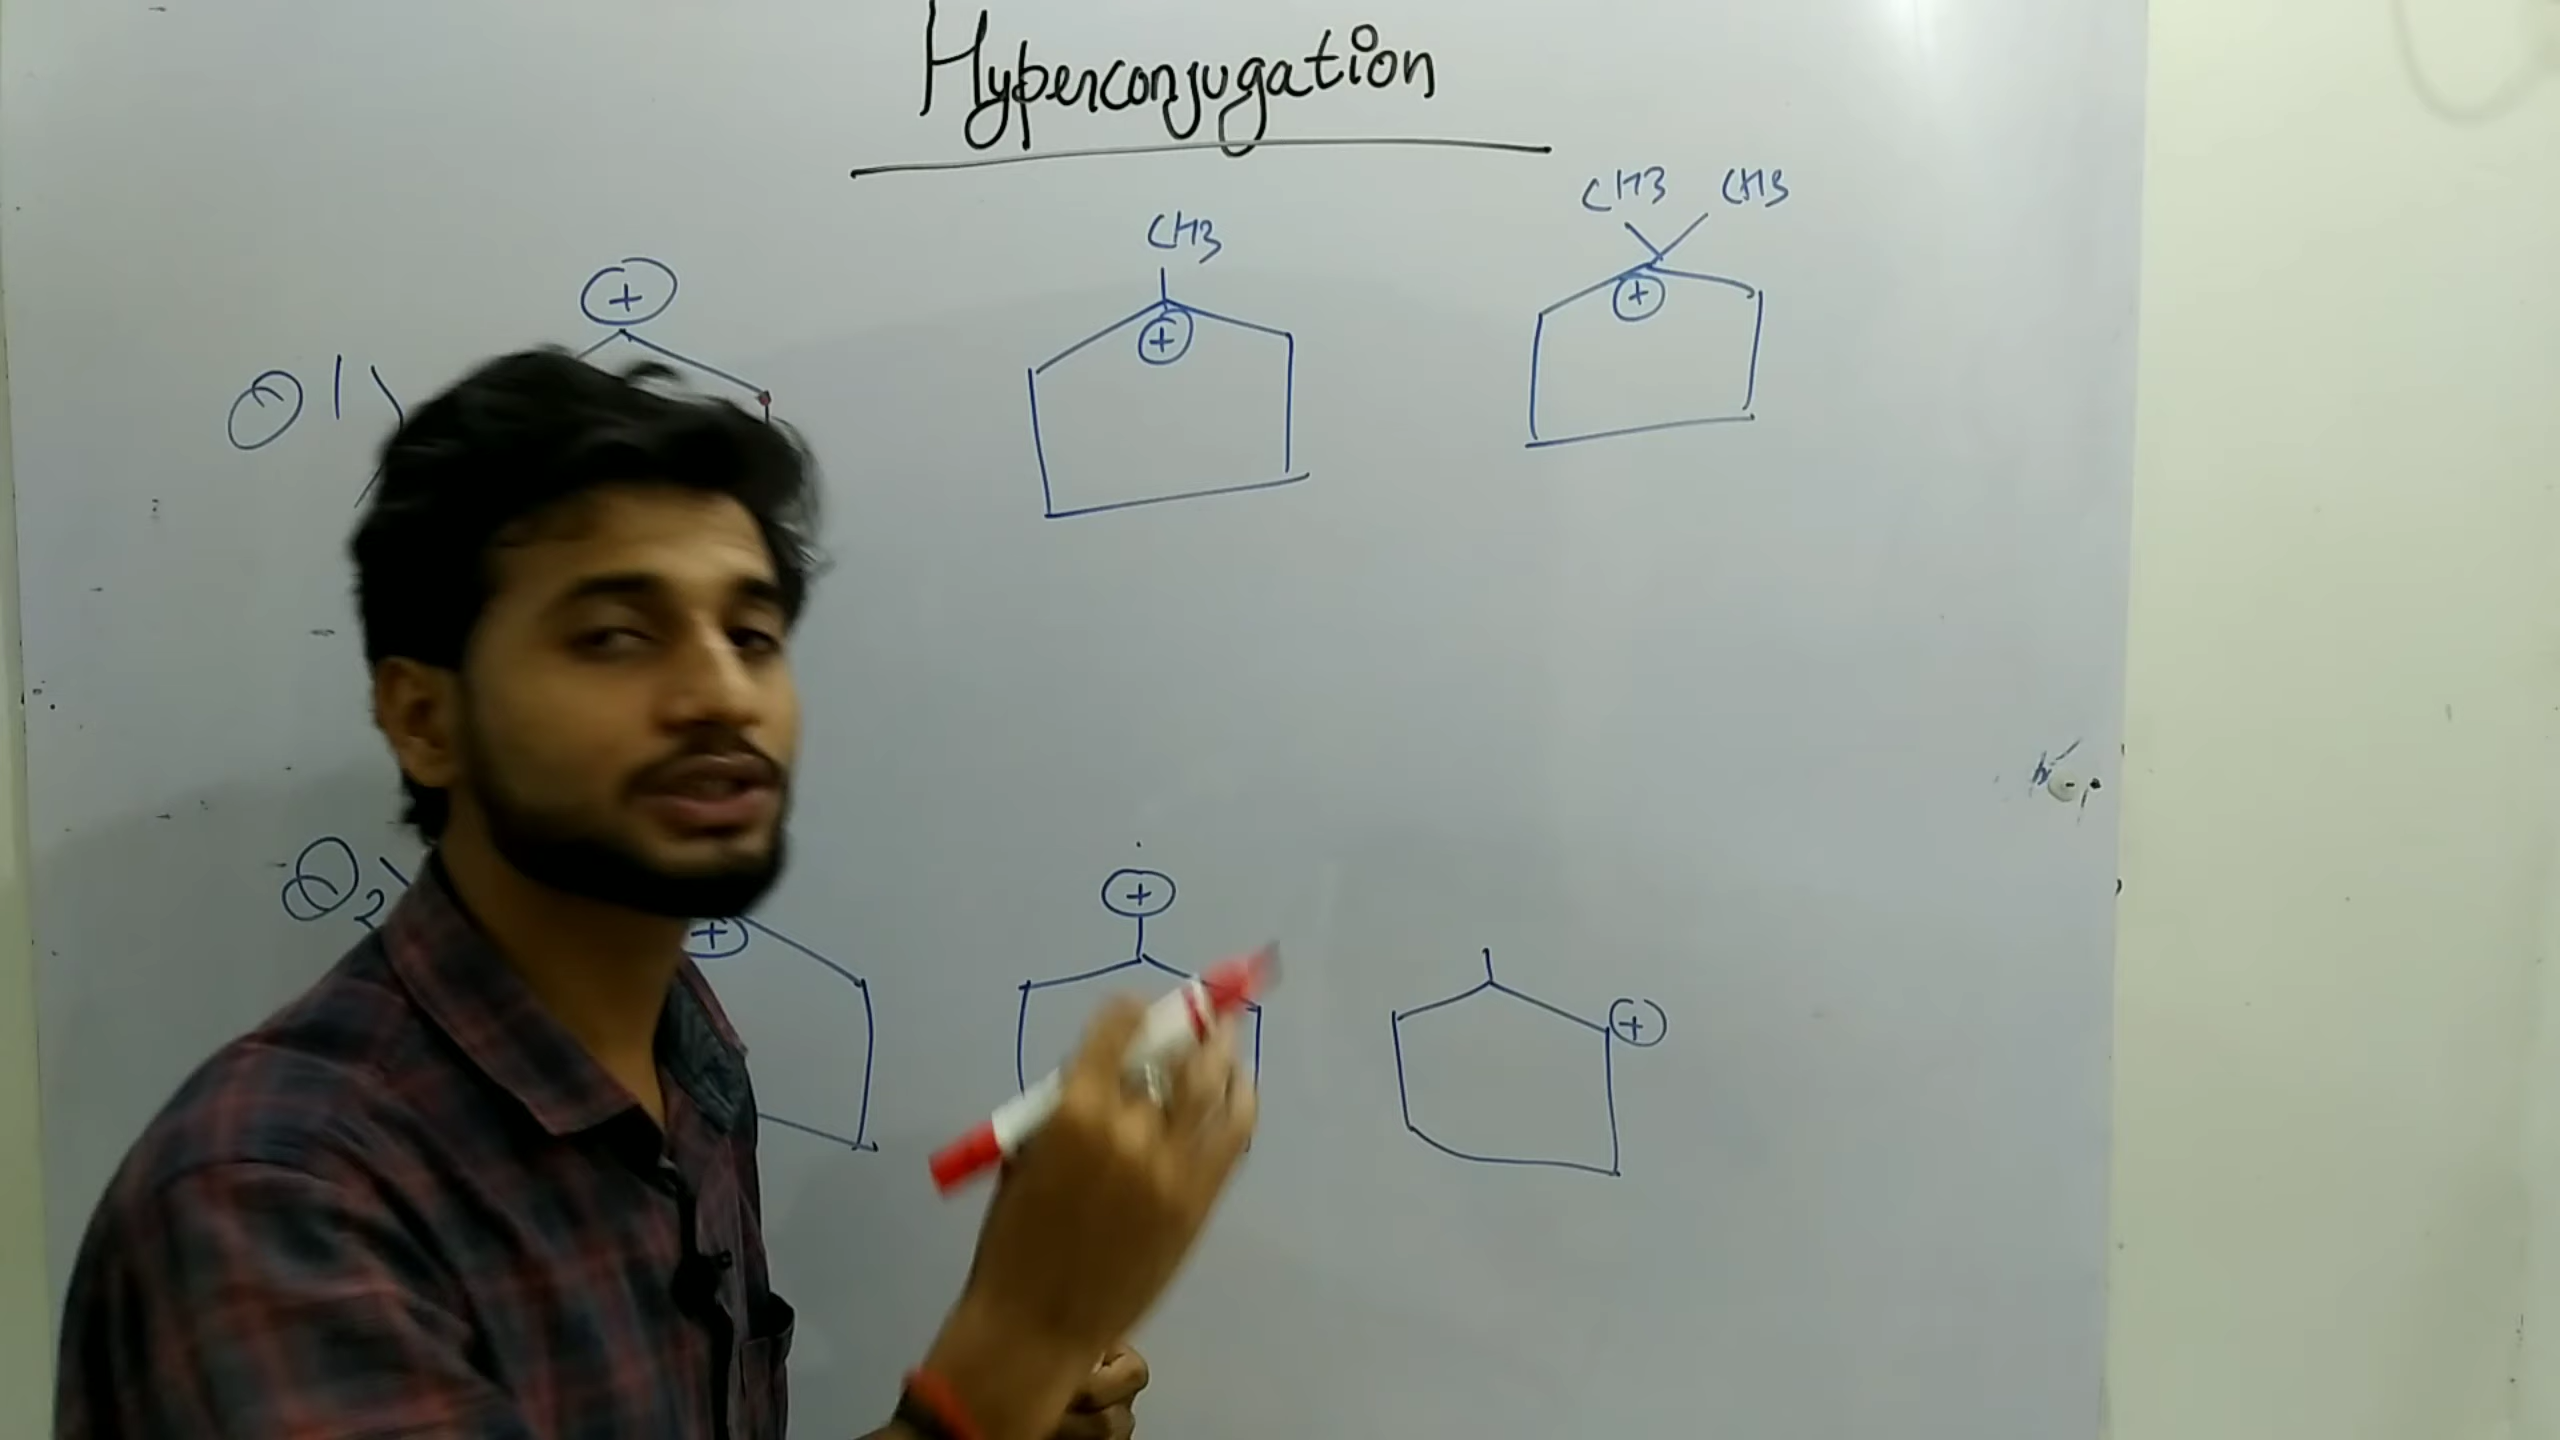 Hyperconjugation
CH3 CH3
CH3
+ + +
Q1)
Q2)
+ + +